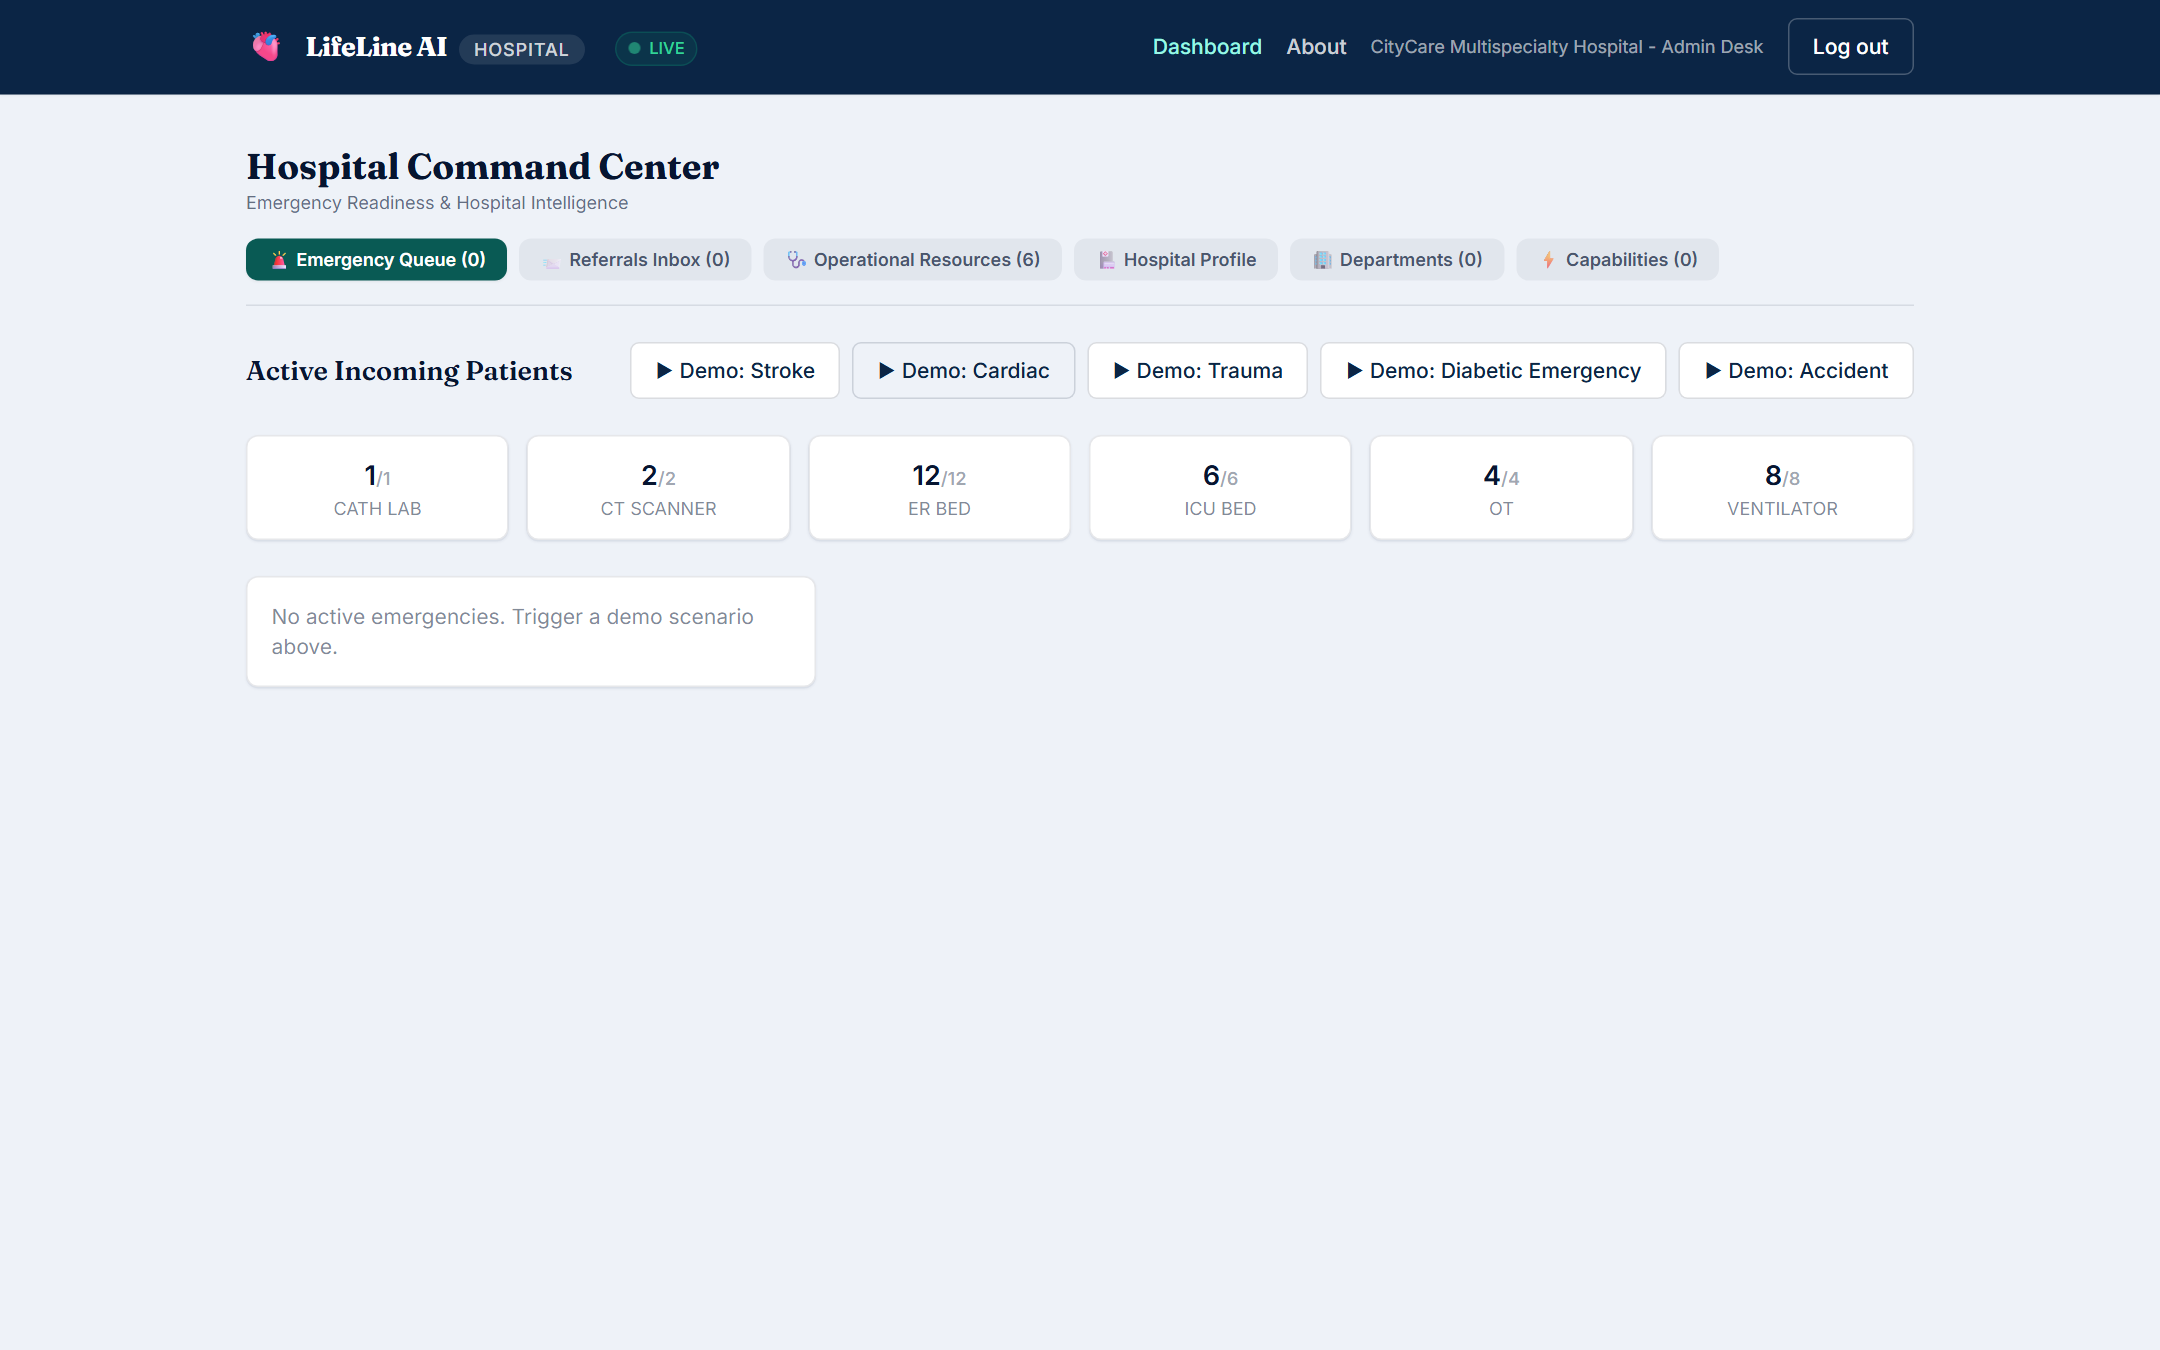 LifeLine AI HOSPITAL LIVE Dashboard About CityCare Multispecialty Hospital - Admin Desk Log out
Hospital Command Center
Emergency Readiness & Hospital Intelligence
Emergency Queue (0) Referrals Inbox (0) Operational Resources (6) Hospital Profile Departments (0) Capabilities (0)
Active Incoming Patients ▶ Demo: Stroke ▶ Demo: Cardiac ▶ Demo: Trauma ▶ Demo: Diabetic Emergency ▶ Demo: Accident
1/1 2/2 12/12 6/6 4/4 8/8
CATH LAB CT SCANNER ER BED ICU BED OT VENTILATOR
No active emergencies. Trigger a demo scenario
above.